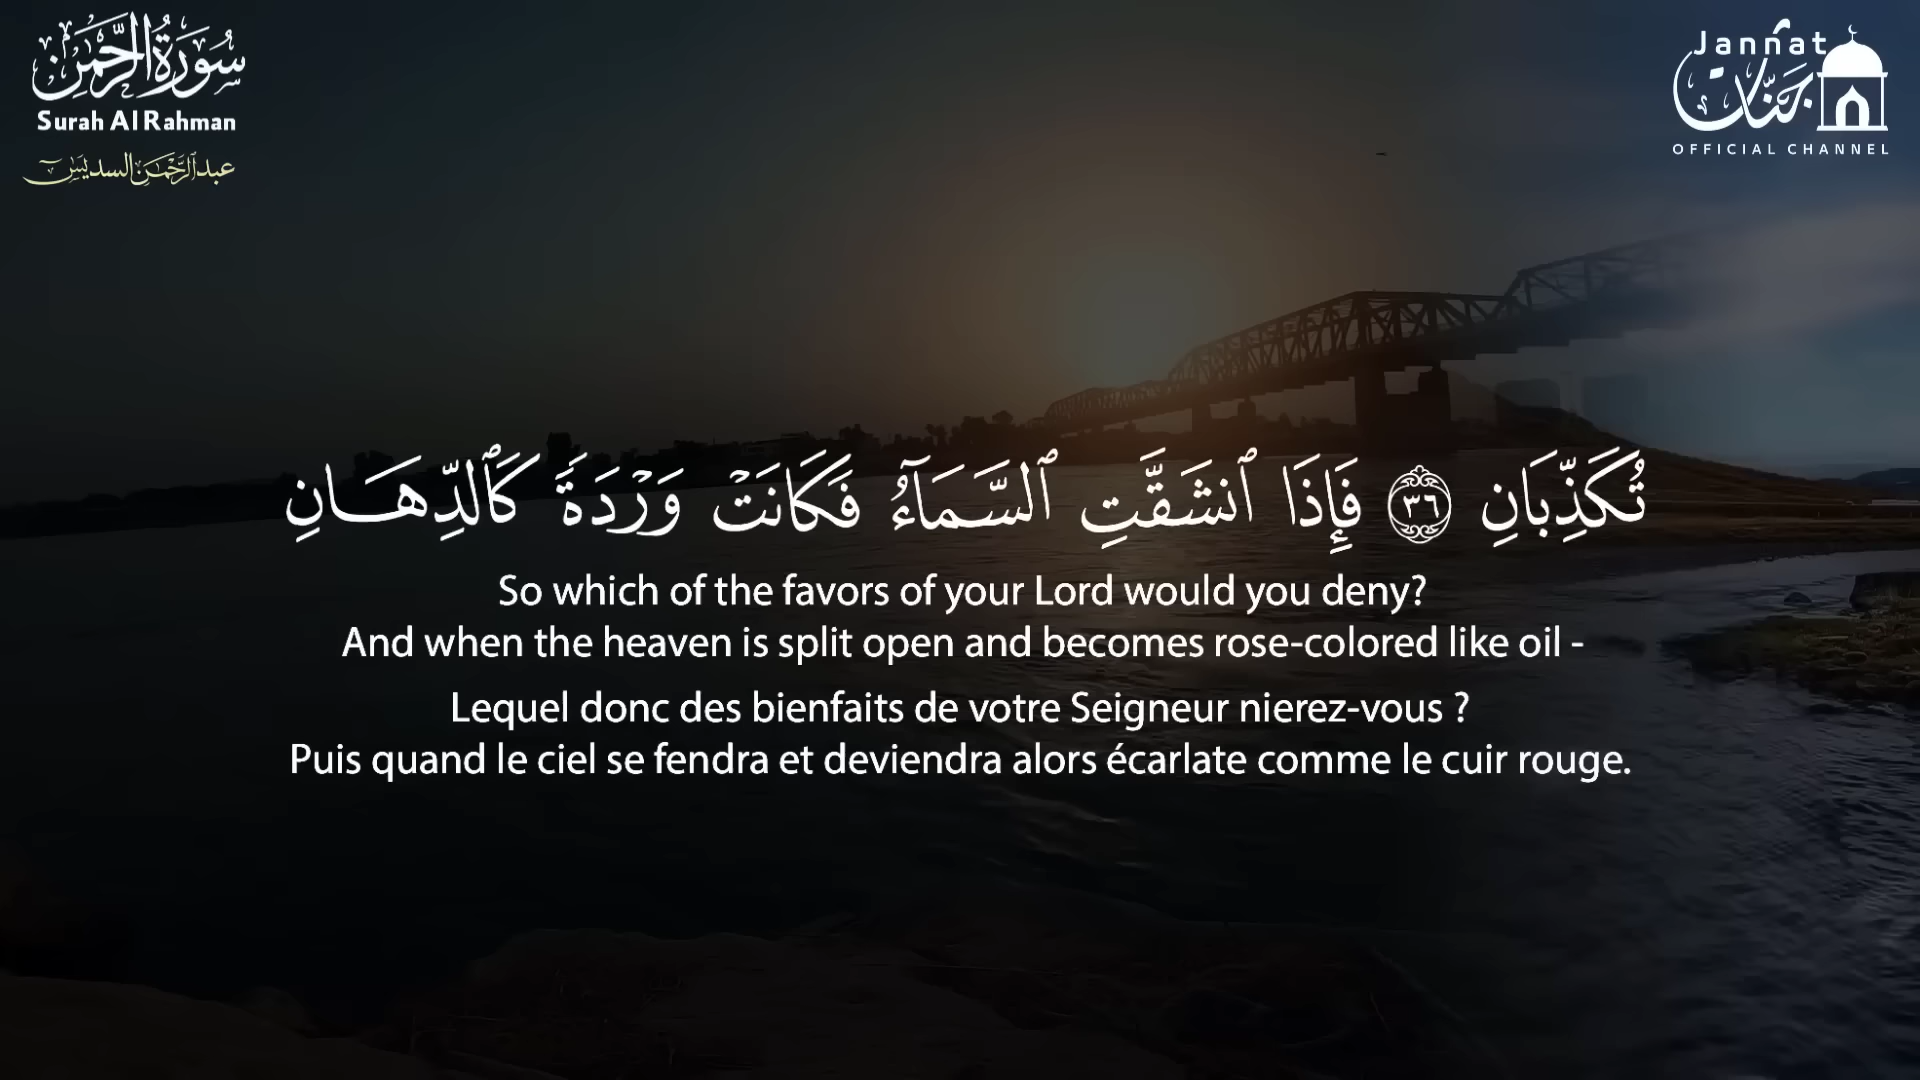 سُورَةُ الرَّحْمَٰن
Surah Al Rahman
عبد الرَّحْمَٰن السديس
Jannat
جَنَّات
OFFICIAL CHANNEL
تُكَذِّبَانِ ٣٦ فَإِذَا ٱنشَقَّتِ ٱلسَّمَآءُ فَكَانَتْ وَرْدَةً كَٱلدِّهَانِ
So which of the favors of your Lord would you deny?
And when the heaven is split open and becomes rose-colored like oil -
Lequel donc des bienfaits de votre Seigneur nierez-vous ?
Puis quand le ciel se fendra et deviendra alors écarlate comme le cuir rouge.